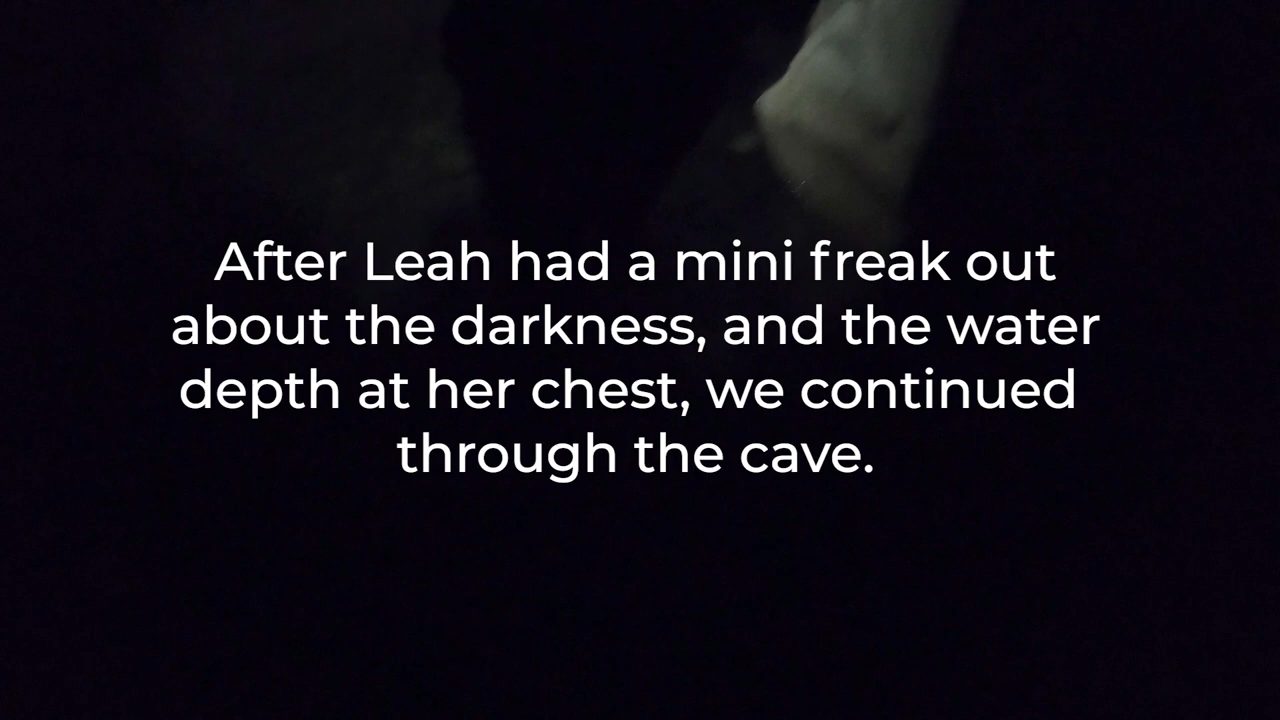 After Leah had a mini freak out
about the darkness, and the water
depth at her chest, we continued
through the cave.